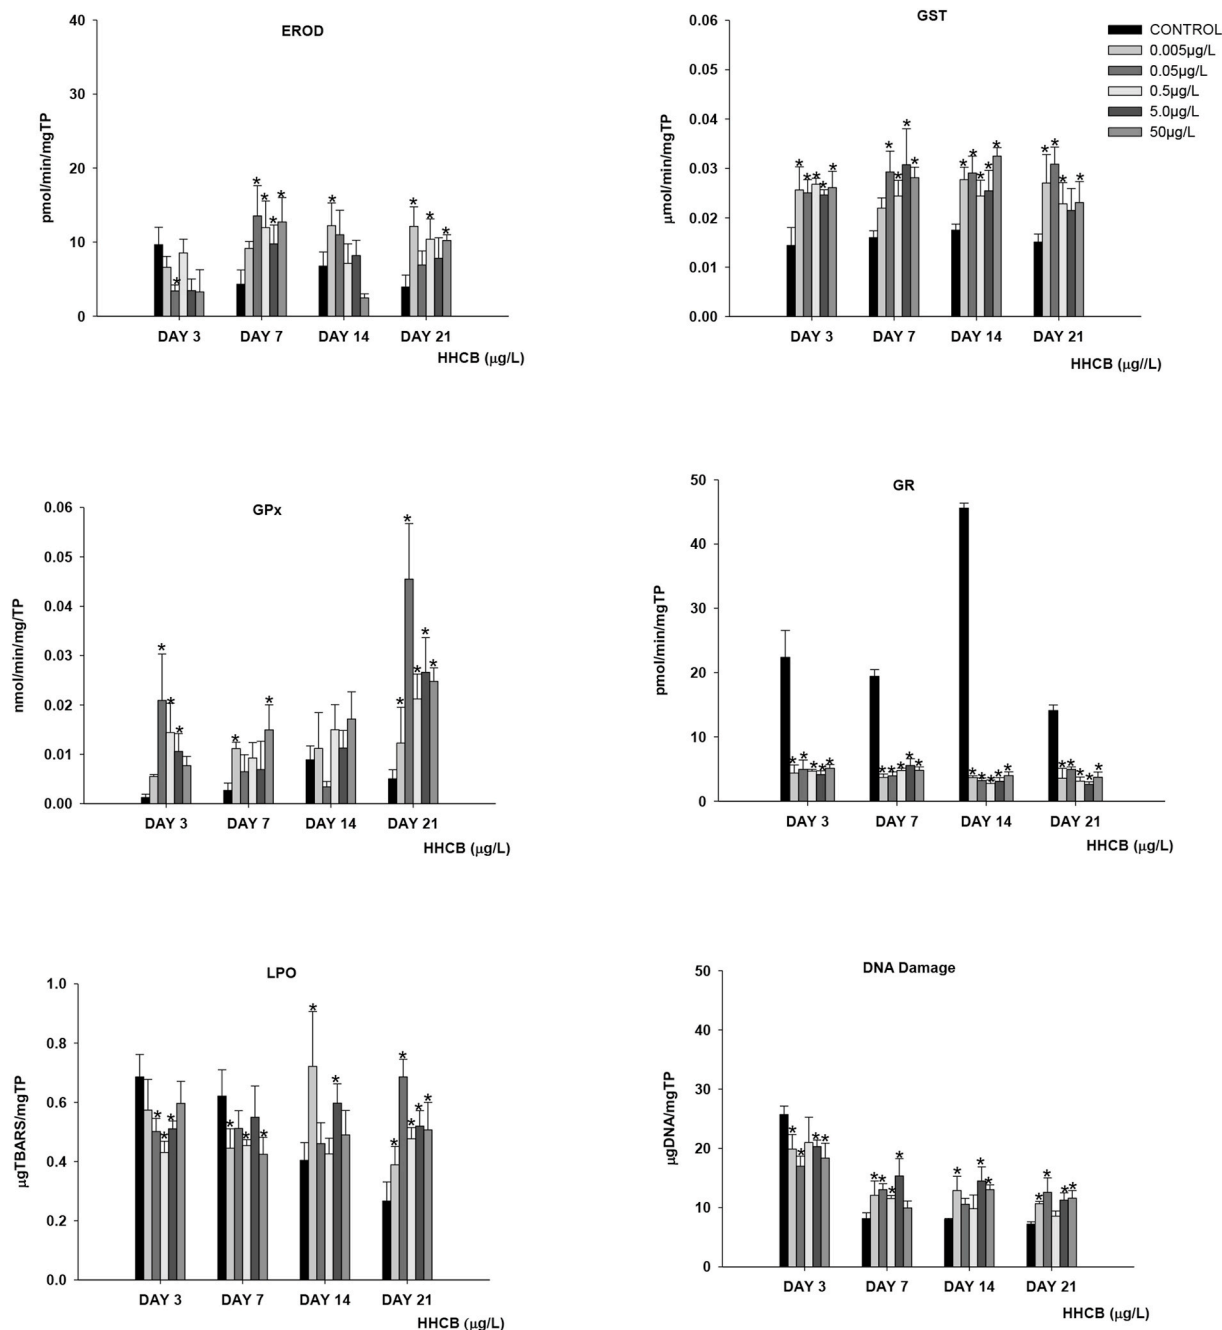 EROD
40
30
20
10
0
pmol/min/mgTP
* * * * * * * * *
DAY 3 DAY 7 DAY 14 DAY 21
HHCB (μg/L)
GST
0.06
0.05
0.04
0.03
0.02
0.01
0.00
μmol/min/mgTP
* * * * * * * * * * * * * * * * * *
DAY 3 DAY 7 DAY 14 DAY 21
HHCB (μg//L)
CONTROL
0.005µg/L
0.05µg/L
0.5µg/L
5.0µg/L
50µg/L
GPx
0.06
0.05
0.04
0.03
0.02
0.01
0.00
nmol/min/mg/TP
* * * * * * * * * *
DAY 3 DAY 7 DAY 14 DAY 21
HHCB (μg/L)
GR
50
40
30
20
10
0
pmol/min/mgTP
* * * * * * * * * * * * * * * * * * * *
DAY 3 DAY 7 DAY 14 DAY 21
HHCB (μg/L)
LPO
1.0
0.8
0.6
0.4
0.2
0.0
μgTBARS/mgTP
* * * * * * * * * * * * *
DAY 3 DAY 7 DAY 14 DAY 21
HHCB (μg/L)
DNA Damage
50
40
30
20
10
0
μgDNA/mgTP
* * * * * * * * * * * * * * *
DAY 3 DAY 7 DAY 14 DAY 21
HHCB (μg/L)